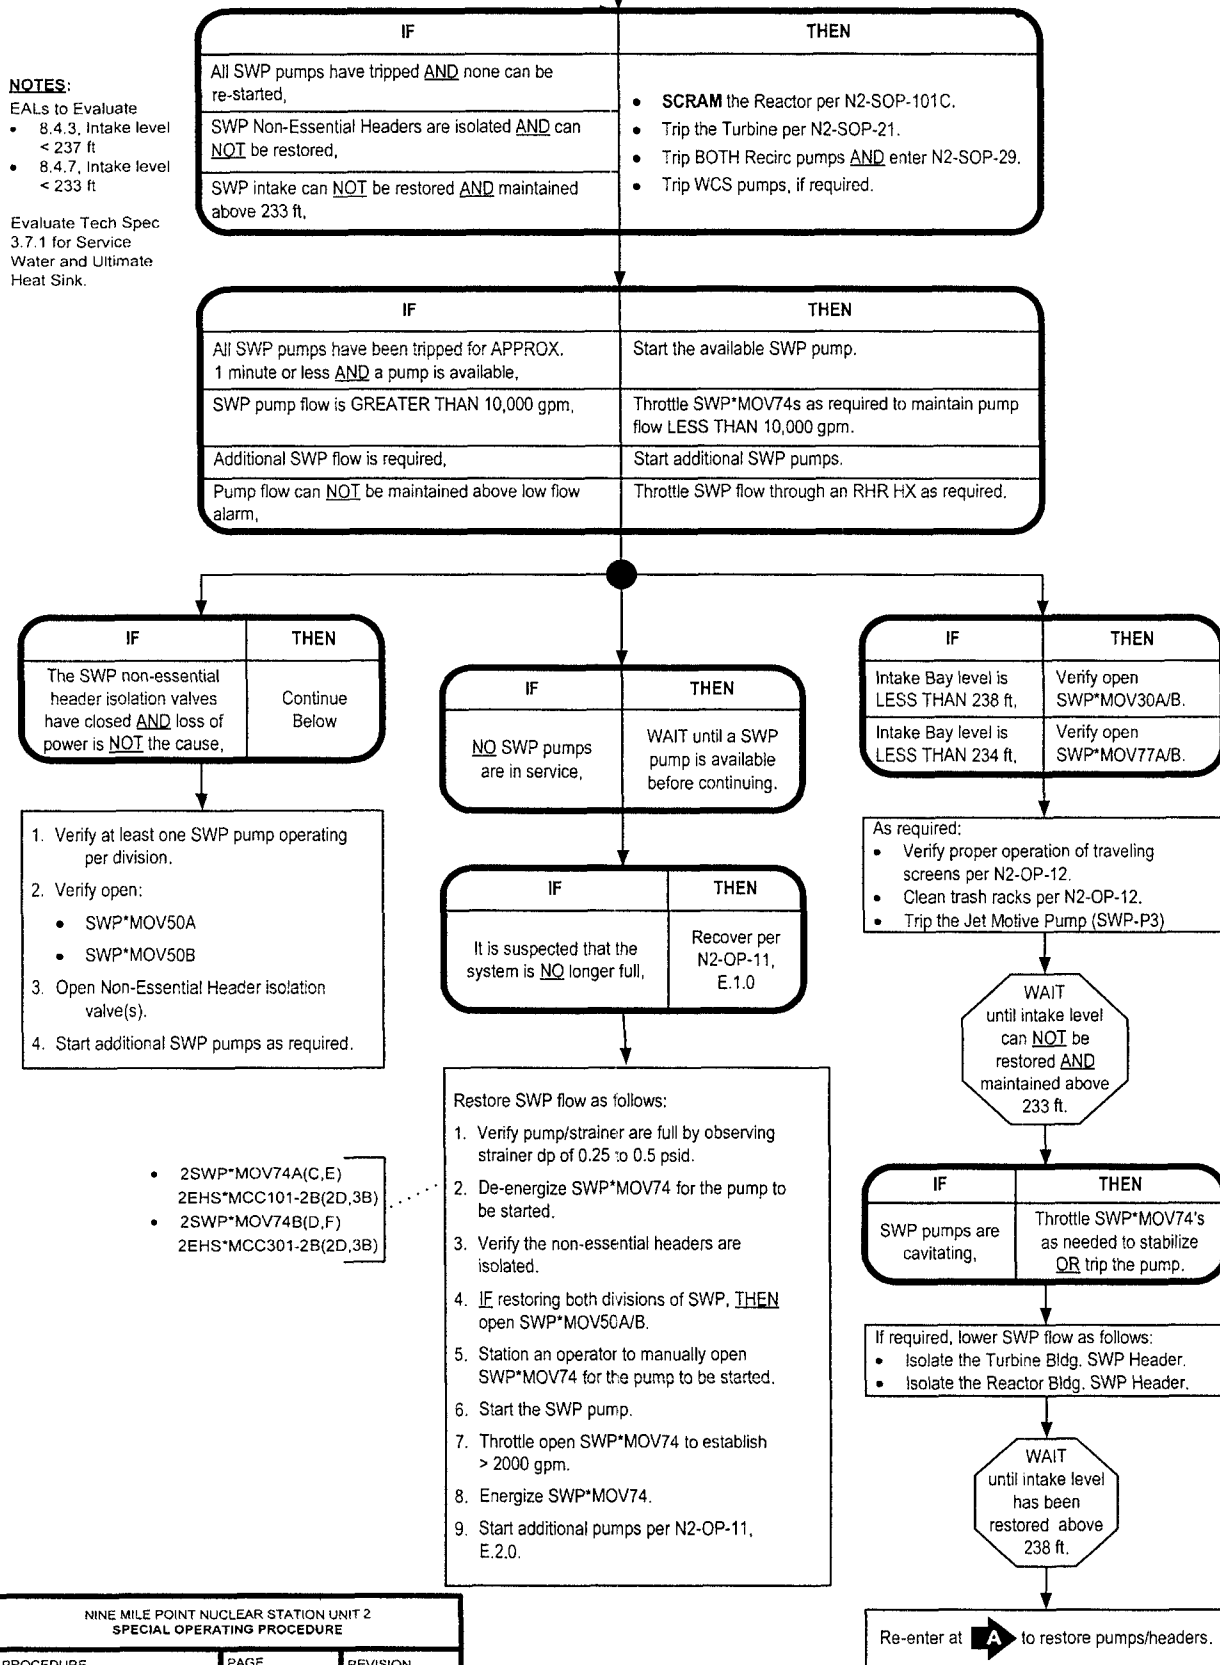 IF
THEN
NOTES:
EALs to Evaluate
• 8.4.3, Intake level
< 237 ft
• 8.4.7, Intake level
< 233 ft
Evaluate Tech Spec
3.7.1 for Service
Water and Ultimate
Heat Sink.
All SWP pumps have tripped AND none can be
re-started,
SWP Non-Essential Headers are isolated AND can
NOT be restored,
SWP intake can NOT be restored AND maintained
above 233 ft,
• SCRAM the Reactor per N2-SOP-101C.
• Trip the Turbine per N2-SOP-21.
• Trip BOTH Recirc pumps AND enter N2-SOP-29.
• Trip WCS pumps, if required.
IF
THEN
All SWP pumps have been tripped for APPROX.
1 minute or less AND a pump is available,
Start the available SWP pump.
SWP pump flow is GREATER THAN 10,000 gpm,
Throttle SWP*MOV74s as required to maintain pump
flow LESS THAN 10,000 gpm.
Additional SWP flow is required,
Start additional SWP pumps.
Pump flow can NOT be maintained above low flow
alarm,
Throttle SWP flow through an RHR HX as required.
IF
THEN
The SWP non-essential
header isolation valves
have closed AND loss of
power is NOT the cause,
Continue
Below
1. Verify at least one SWP pump operating
per division.
2. Verify open:
• SWP*MOV50A
• SWP*MOV50B
3. Open Non-Essential Header isolation
valve(s).
4. Start additional SWP pumps as required.
IF
THEN
NO SWP pumps
are in service,
WAIT until a SWP
pump is available
before continuing.
IF
THEN
It is suspected that the
system is NO longer full,
Recover per
N2-OP-11,
E.1.0
Restore SWP flow as follows:
1. Verify pump/strainer are full by observing
strainer dp of 0.25 to 0.5 psid.
2. De-energize SWP*MOV74 for the pump to
be started.
3. Verify the non-essential headers are
isolated.
4. IF restoring both divisions of SWP, THEN
open SWP*MOV50A/B.
5. Station an operator to manually open
SWP*MOV74 for the pump to be started.
6. Start the SWP pump.
7. Throttle open SWP*MOV74 to establish
> 2000 gpm.
8. Energize SWP*MOV74.
9. Start additional pumps per N2-OP-11,
E.2.0.
• 2SWP*MOV74A(C,E)
2EHS*MCC101-2B(2D,3B)
• 2SWP*MOV74B(D,F)
2EHS*MCC301-2B(2D,3B)
IF
THEN
Intake Bay level is
LESS THAN 238 ft,
Verify open
SWP*MOV30A/B.
Intake Bay level is
LESS THAN 234 ft,
Verify open
SWP*MOV77A/B.
As required:
• Verify proper operation of traveling
screens per N2-OP-12.
• Clean trash racks per N2-OP-12.
• Trip the Jet Motive Pump (SWP-P3)
WAIT
until intake level
can NOT be
restored AND
maintained above
233 ft.
IF
THEN
SWP pumps are
cavitating,
Throttle SWP*MOV74's
as needed to stabilize
OR trip the pump.
If required, lower SWP flow as follows:
• Isolate the Turbine Bldg. SWP Header.
• Isolate the Reactor Bldg. SWP Header.
WAIT
until intake level
has been
restored above
238 ft.
Re-enter at A to restore pumps/headers.
NINE MILE POINT NUCLEAR STATION UNIT 2
SPECIAL OPERATING PROCEDURE
PROCEDURE
PAGE
REVISION